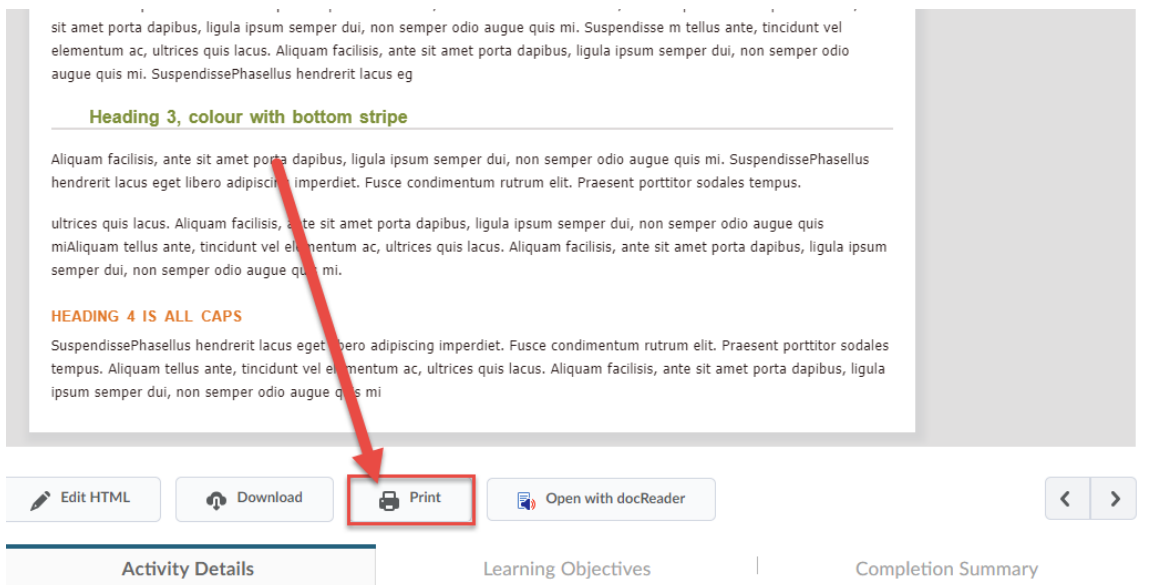 sit amet porta dapibus, ligula ipsum semper dui, non semper odio augue quis mi. Suspendisse m tellus ante, tincidunt vel
elementum ac, ultrices quis lacus. Aliquam facilisis, ante sit amet porta dapibus, ligula ipsum semper dui, non semper odio
augue quis mi. SuspendissePhasellus hendrerit lacus eg
Heading 3, colour with bottom stripe
Aliquam facilisis, ante sit amet porta dapibus, ligula ipsum semper dui, non semper odio augue quis mi. SuspendissePhasellus
hendrerit lacus eget libero adipiscing imperdiet. Fusce condimentum rutrum elit. Praesent porttitor sodales tempus.
ultrices quis lacus. Aliquam facilisis, ante sit amet porta dapibus, ligula ipsum semper dui, non semper odio augue quis
miAliquam tellus ante, tincidunt vel elementum ac, ultrices quis lacus. Aliquam facilisis, ante sit amet porta dapibus, ligula ipsum
semper dui, non semper odio augue quis mi.
HEADING 4 IS ALL CAPS
SuspendissePhasellus hendrerit lacus eget libero adipiscing imperdiet. Fusce condimentum rutrum elit. Praesent porttitor sodales
tempus. Aliquam tellus ante, tincidunt vel elementum ac, ultrices quis lacus. Aliquam facilisis, ante sit amet porta dapibus, ligula
ipsum semper dui, non semper odio augue quis mi
Edit HTML Download Print Open with docReader
Activity Details Learning Objectives Completion Summary